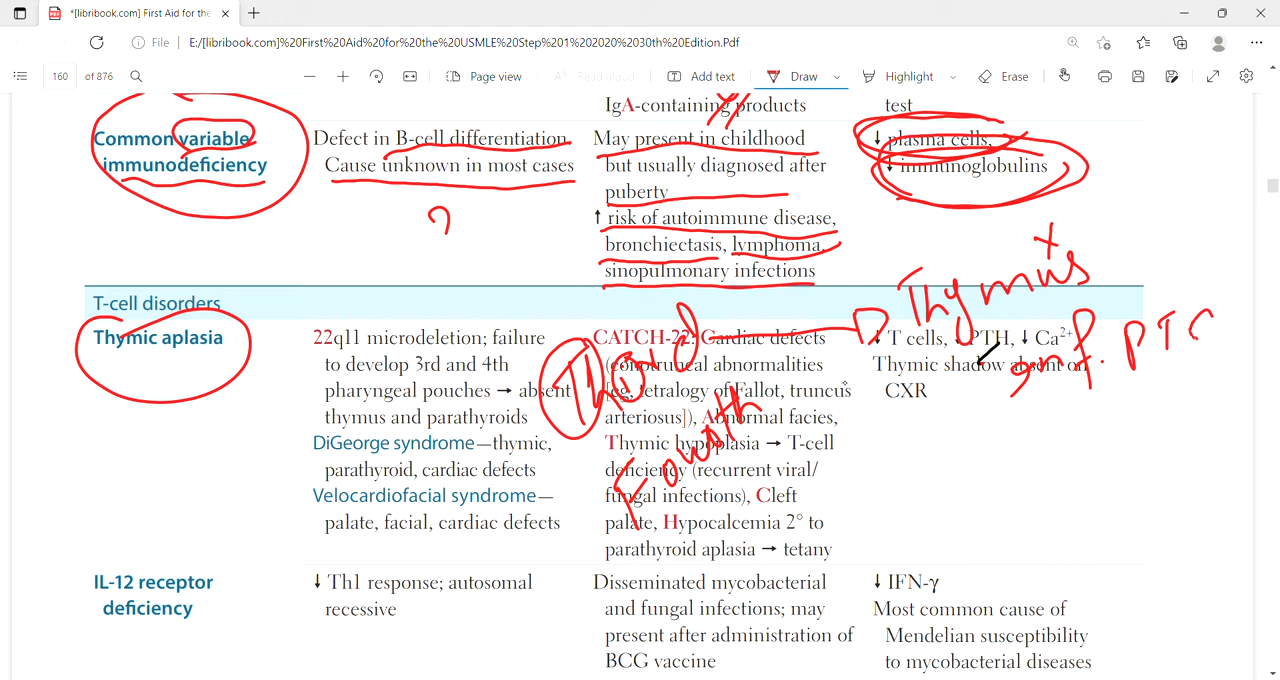 *[libribook.com] First Aid for the
File E:/[libribook.com]%20First%20Aid%20for%20the%20USMLE%20Step%201%202020%2030th%20Edition.Pdf
160 of 876 Page view Read aloud Add text Draw Highlight Erase
IgA-containing products
test
Common variable
immunodeficiency
Defect in B-cell differentiation.
Cause unknown in most cases
?
May present in childhood
but usually diagnosed after
puberty
↑ risk of autoimmune disease,
bronchiectasis, lymphoma,
sinopulmonary infections
↓ plasma cells,
↓ immunoglobulins
T-cell disorders
Thymic aplasia
22q11 microdeletion; failure
to develop 3rd and 4th
pharyngeal pouches → absent
thymus and parathyroids
DiGeorge syndrome—thymic,
parathyroid, cardiac defects
Velocardiofacial syndrome—
palate, facial, cardiac defects
CATCH-22: Cardiac defects
(conotruncal abnormalities
[eg, tetralogy of Fallot, truncus
arteriosus]), Abnormal facies,
Thymic hypoplasia → T-cell
deficiency (recurrent viral/
fungal infections), Cleft
palate, Hypocalcemia 2° to
parathyroid aplasia → tetany
↓ T cells, ↓ PTH, ↓ Ca2+
Thymic shadow absent on
CXR
Third
Fourth
Thymus
+
inf. PTG
IL-12 receptor
deficiency
↓ Th1 response; autosomal
recessive
Disseminated mycobacterial
and fungal infections; may
present after administration of
BCG vaccine
↓ IFN-γ
Most common cause of
Mendelian susceptibility
to mycobacterial diseases